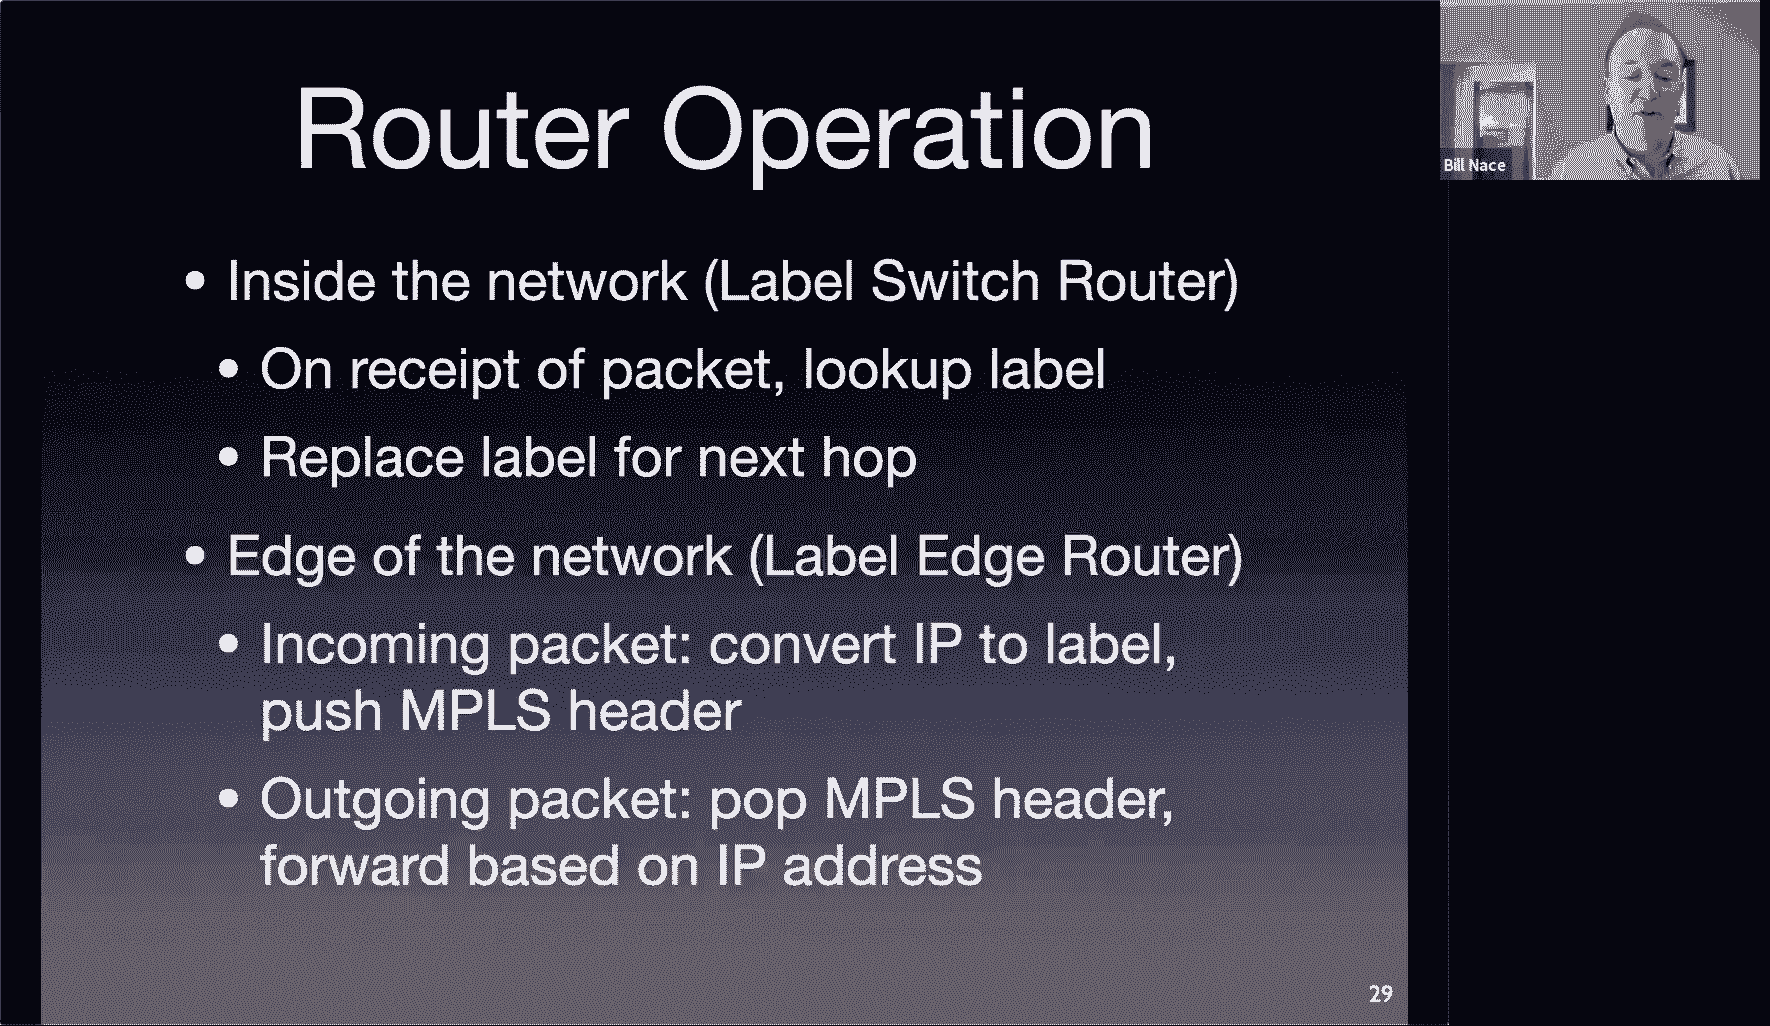 Router Operation
Bill Nace
• Inside the network (Label Switch Router)
• On receipt of packet, lookup label
• Replace label for next hop
• Edge of the network (Label Edge Router)
• Incoming packet: convert IP to label,
push MPLS header
• Outgoing packet: pop MPLS header,
forward based on IP address
29